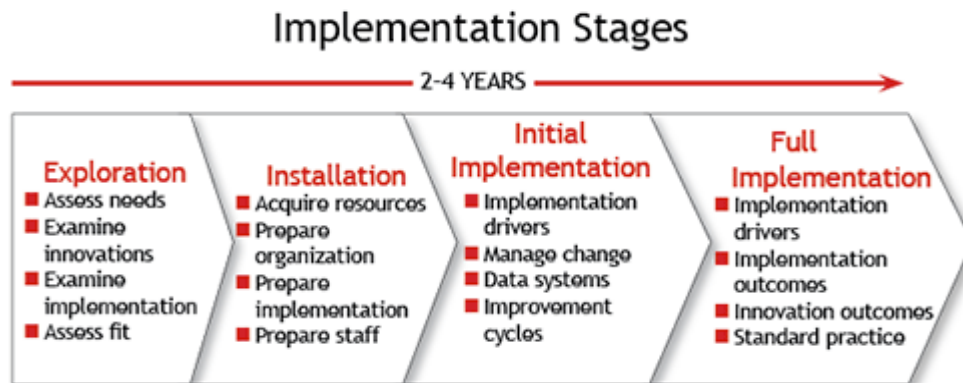 Implementation Stages
2-4 YEARS
Exploration
Assess needs
Examine
innovations
Examine
implementation
Assess fit
Installation
Acquire resources
Prepare
organization
Prepare
implementation
Prepare staff
Initial
Implementation
Implementation
drivers
Manage change
Data systems
Improvement
cycles
Full
Implementation
Implementation
drivers
Implementation
outcomes
Innovation outcomes
Standard practice